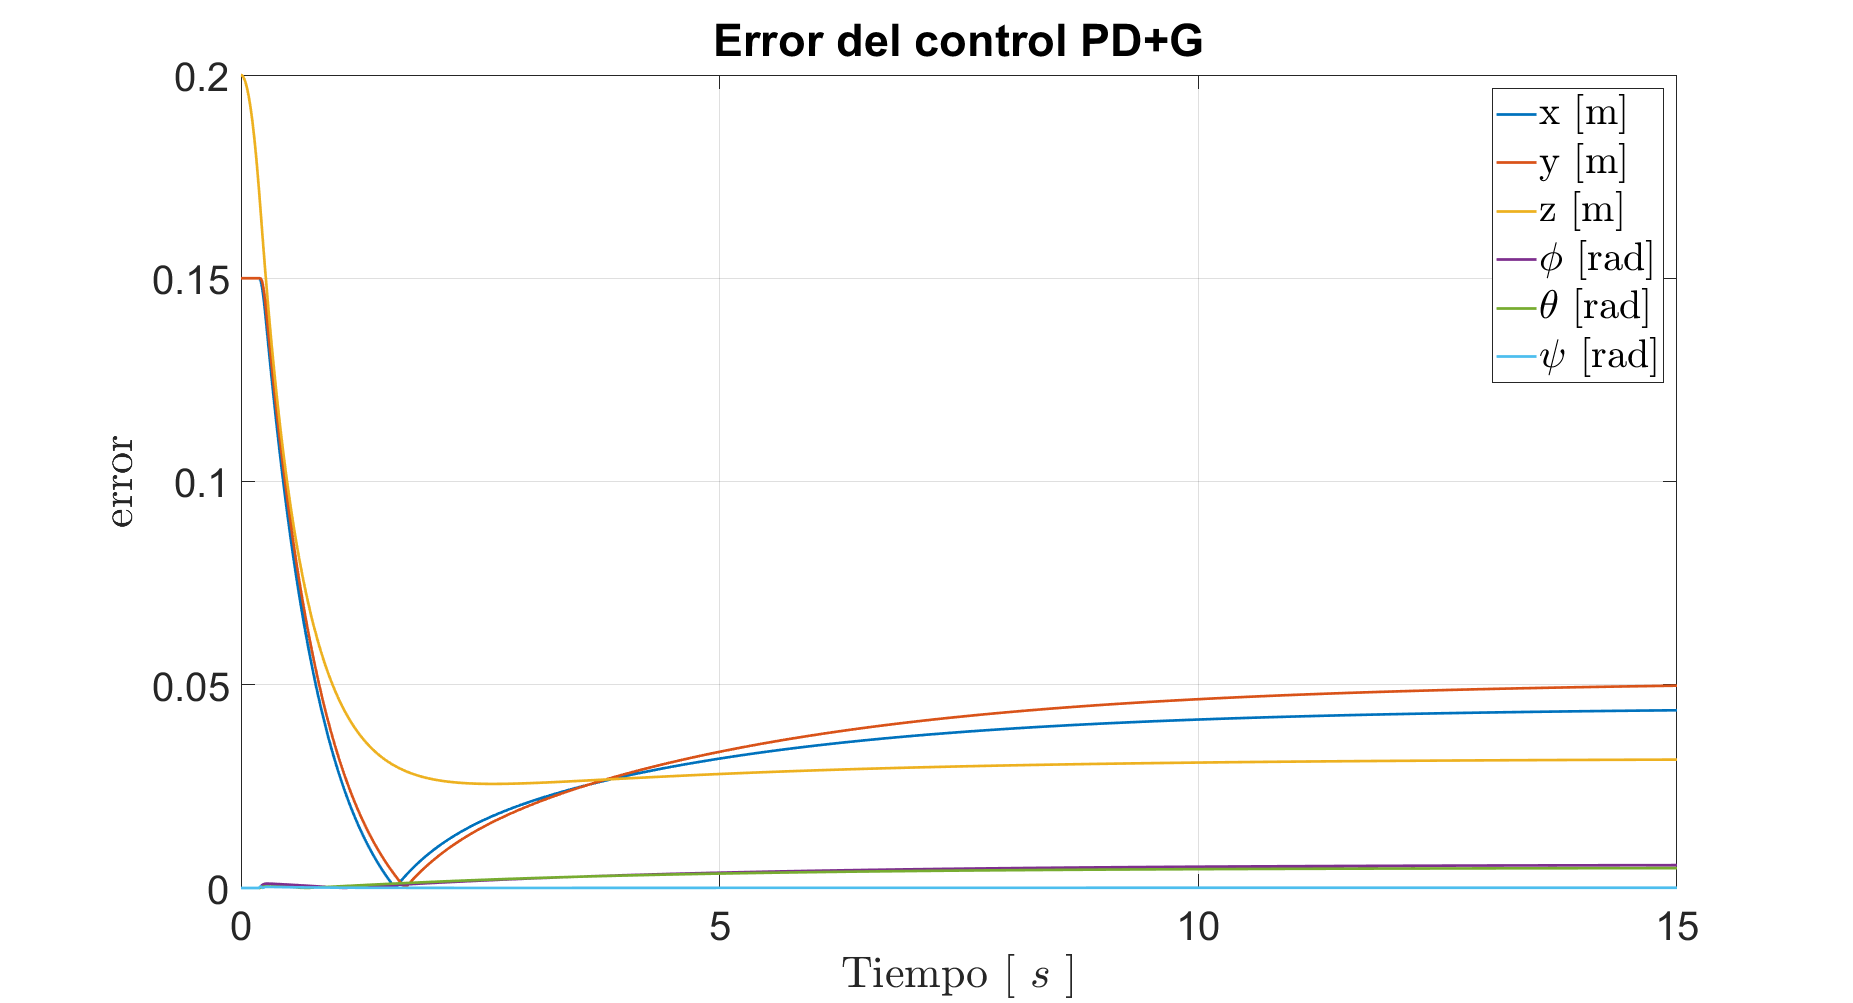 Error del control PD+G
0.2
0.15
0.1
0.05
0
error
0
5
10
15
Tiempo [ s ]
x [m]
y [m]
z [m]
ϕ [rad]
θ [rad]
ψ [rad]